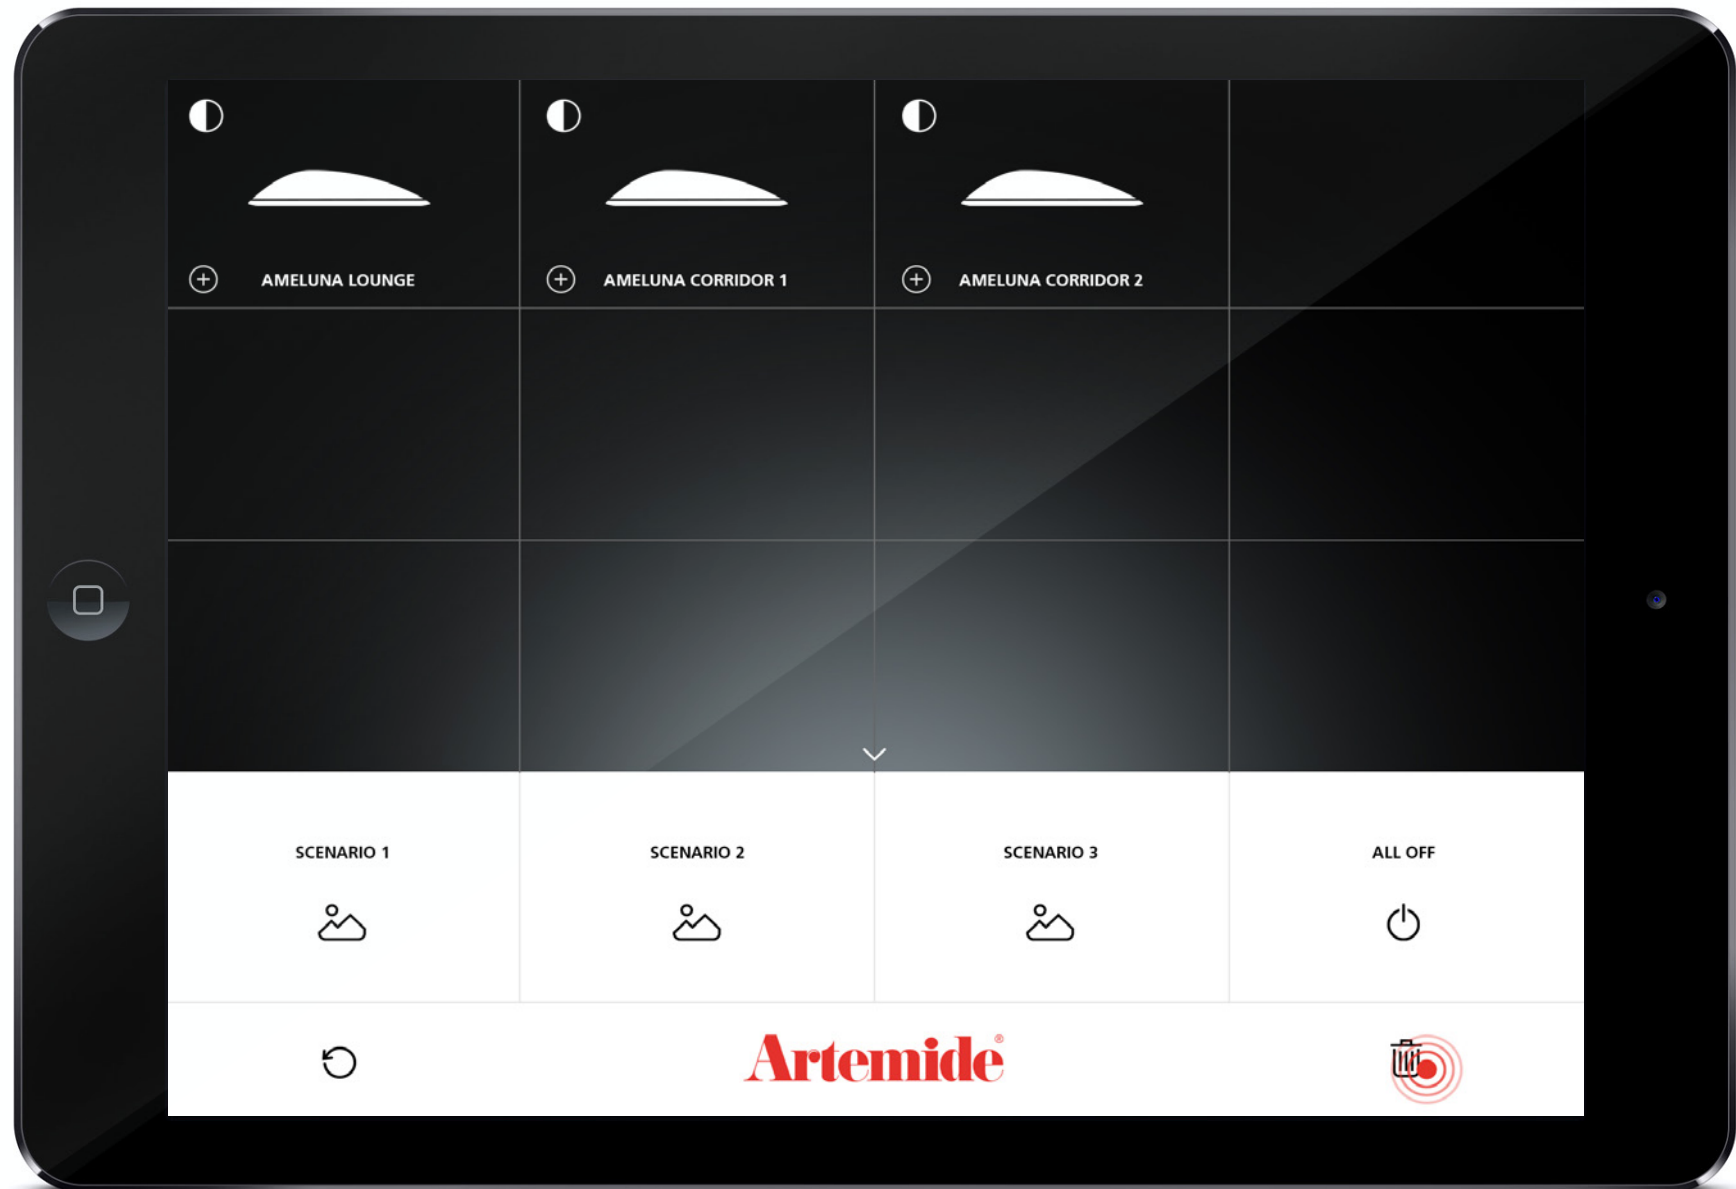 AMELUNA LOUNGE
AMELUNA CORRIDOR 1
AMELUNA CORRIDOR 2
SCENARIO 1
SCENARIO 2
SCENARIO 3
ALL OFF
Artemide®